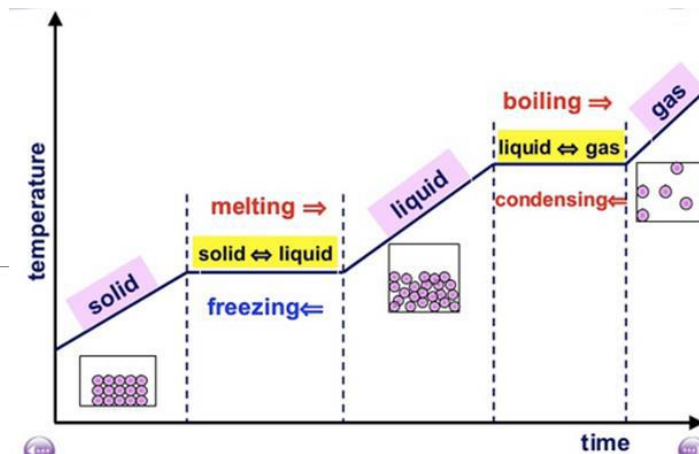 temperature
solid
melting ⇒
solid ⇔ liquid
freezing⇐
liquid
boiling ⇒
liquid ⇔ gas
condensing⇐
gas
time